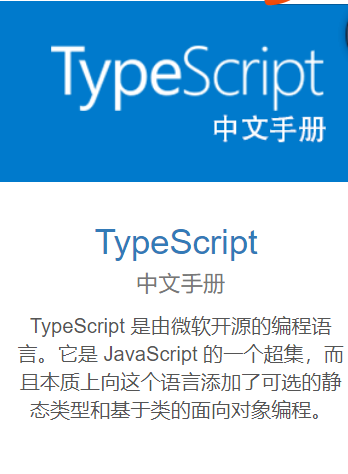 TypeScript
中文手册
TypeScript
中文手册
TypeScript 是由微软开源的编程语
言。它是 JavaScript 的一个超集，而
且本质上向这个语言添加了可选的静
态类型和基于类的面向对象编程。